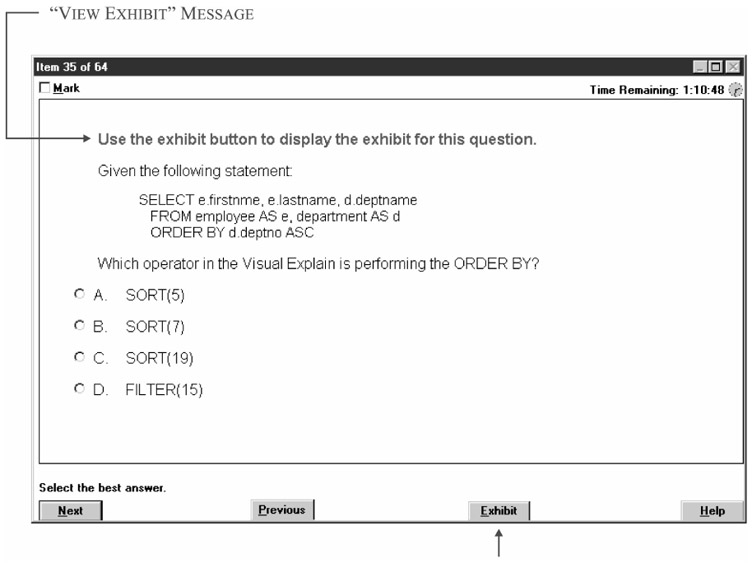 “VIEW EXHIBIT” MESSAGE
Item 35 of 64
Mark
Time Remaining: 1:10:48
Use the exhibit button to display the exhibit for this question.
Given the following statement:
SELECT e.firstnme, e.lastname, d.deptname
FROM employee AS e, department AS d
ORDER BY d.deptno ASC
Which operator in the Visual Explain is performing the ORDER BY?
A. SORT(5)
B. SORT(7)
C. SORT(19)
D. FILTER(15)
Select the best answer.
Next Previous Exhibit Help